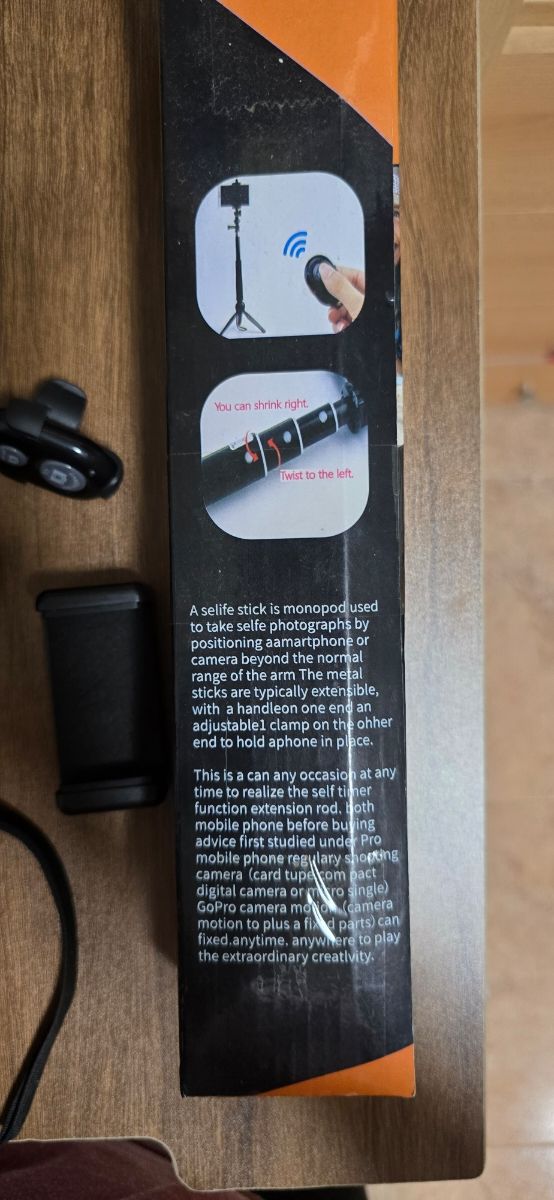 You can shrink right.
Twist to the left.
A selife stick is monopod used
to take selfe photographs by
positioning aamartphone or
camera beyond the normal
range of the arm The metal
sticks are typically extensible,
with a handleon one end an
adjustable1 clamp on the ohher
end to hold aphone in place.
This is a can any occasion at any
time to realize the self timer
function extension rod. both
mobile phone before buying
advice first studied under Pro
mobile phone regulary shooting
camera (card tupe com pact
digital camera or micro single)
GoPro camera motion (camera
motion to plus a fixed parts) can
fixed.anytime. anywhere to play
the extraordinary creatlvity.